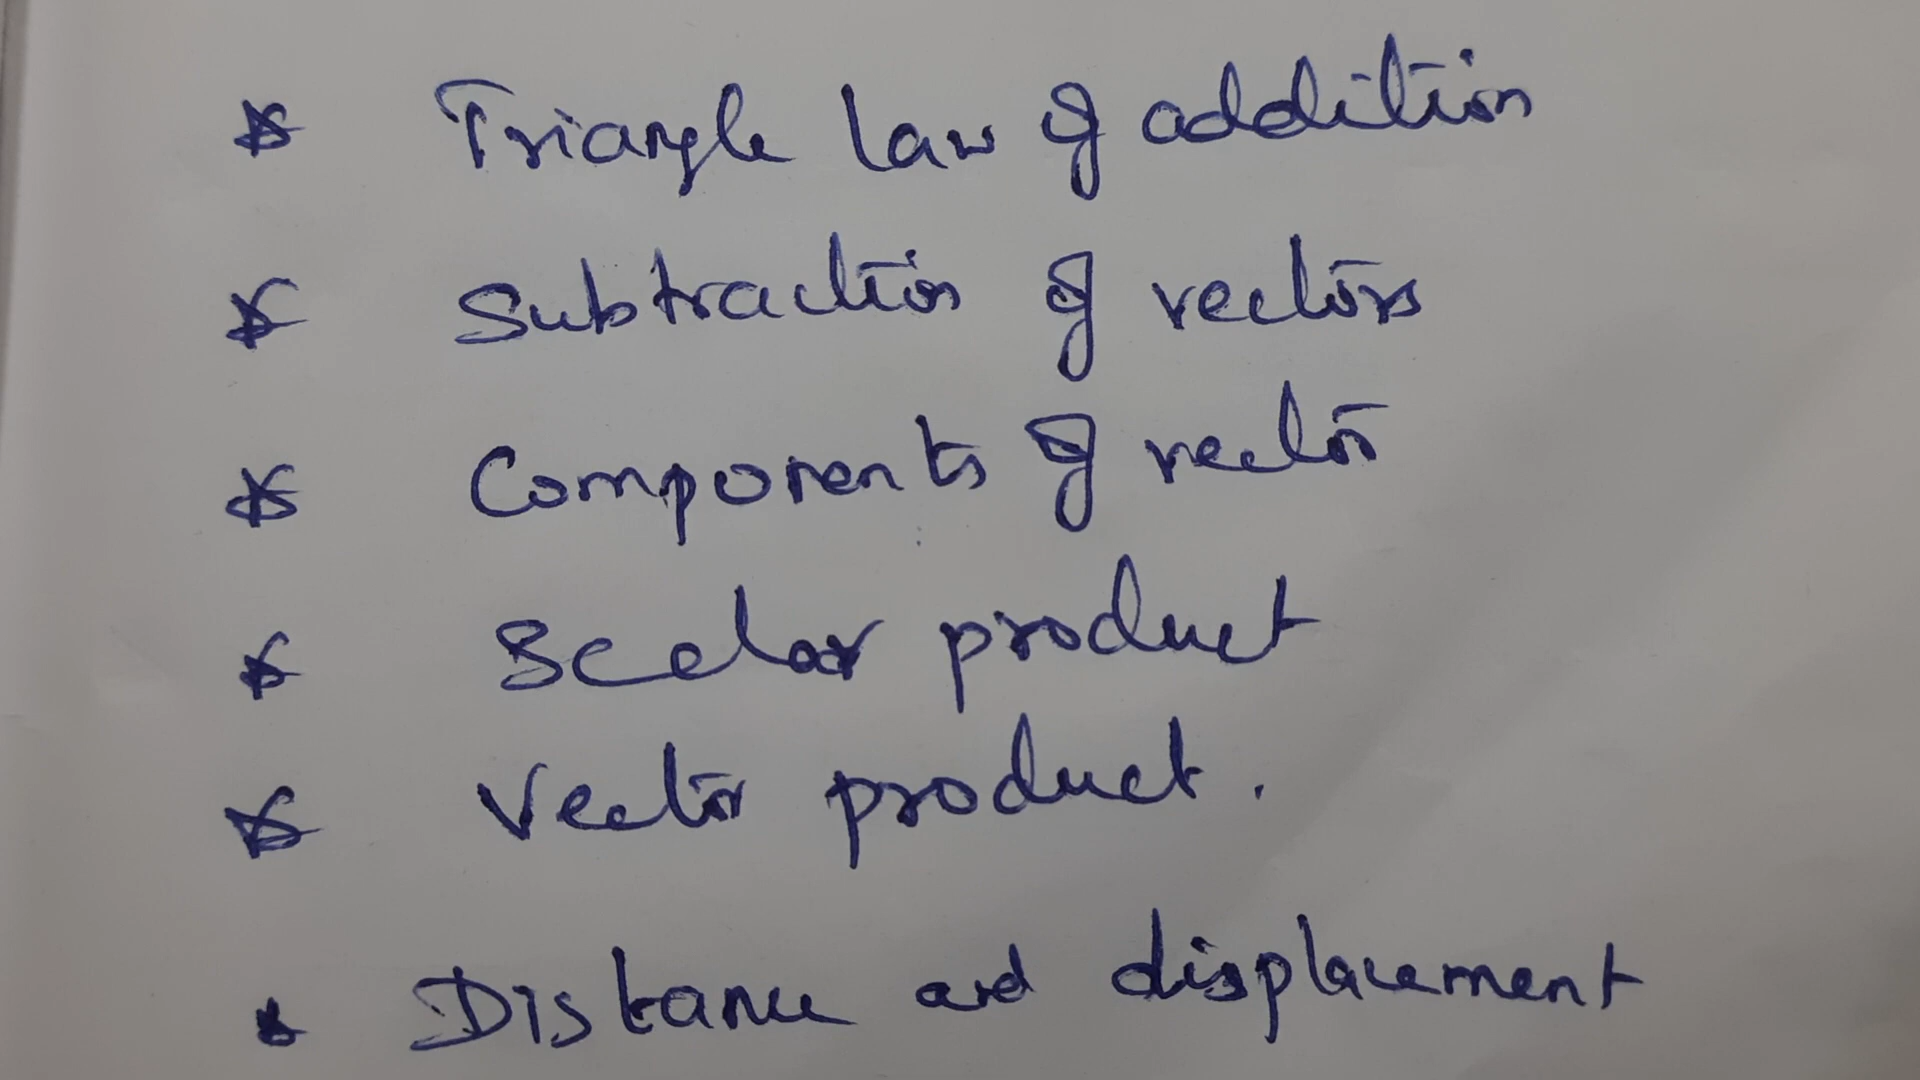 * Triangle law of addition
* Subtraction of vectors
* Components of vector
* Scalar product
* Vector product.
* Distance and displacement